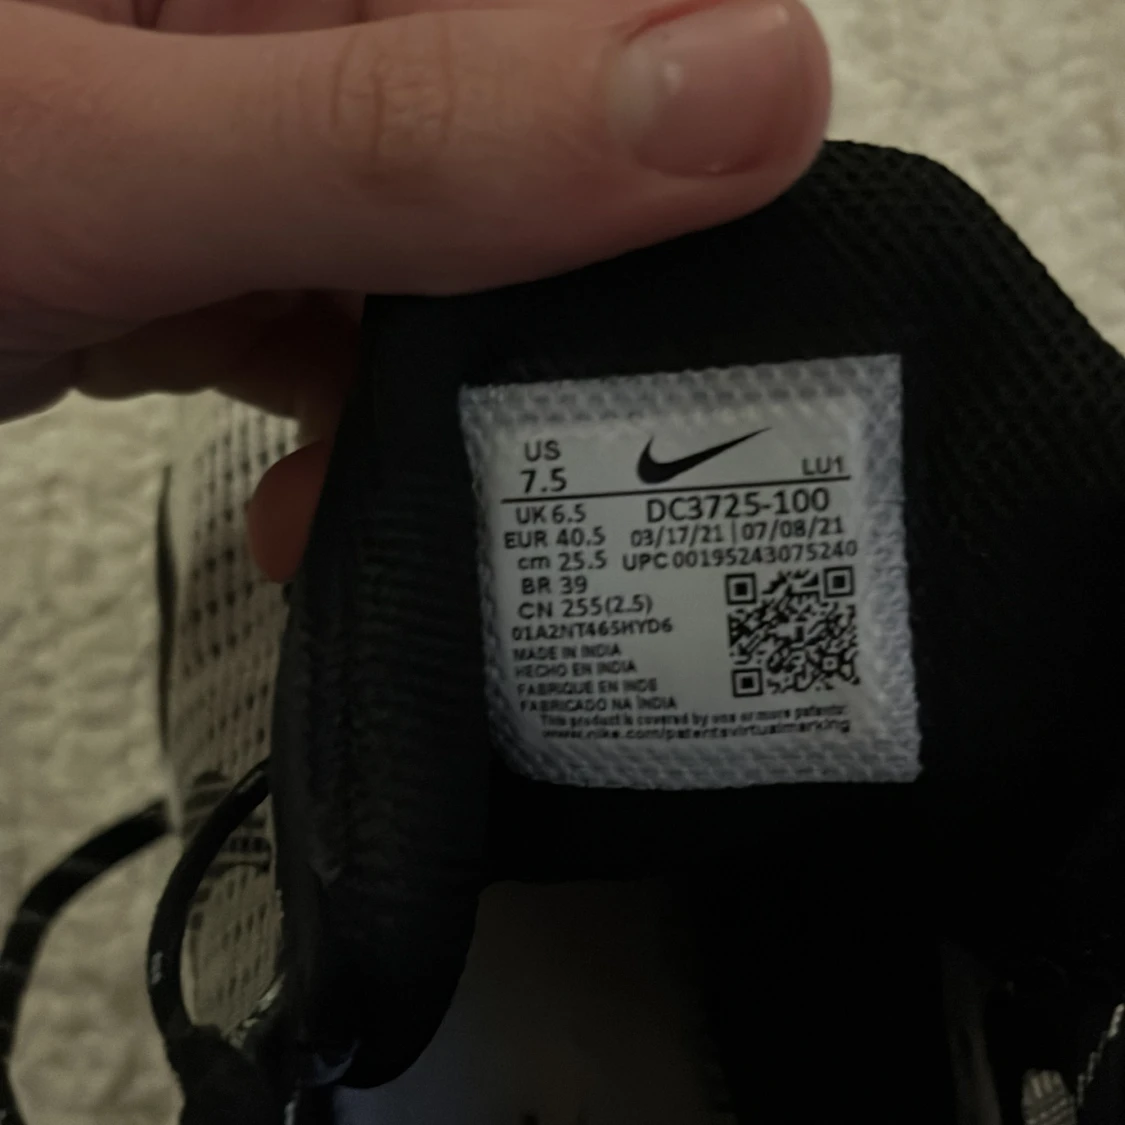 US
7.5
LU1
UK 6.5
DC3725-100
EUR 40.5
03/17/21 | 07/08/21
cm 25.5
UPC 00195243075240
BR 39
CN 255(2.5)
01A2NT465HYD6
MADE IN INDIA
HECHO EN INDIA
FABRIQUE EN INDE
FABRICADO NA ÍNDIA
This product is covered by one or more patents:
www.nike.com/patentsvirtualmarking